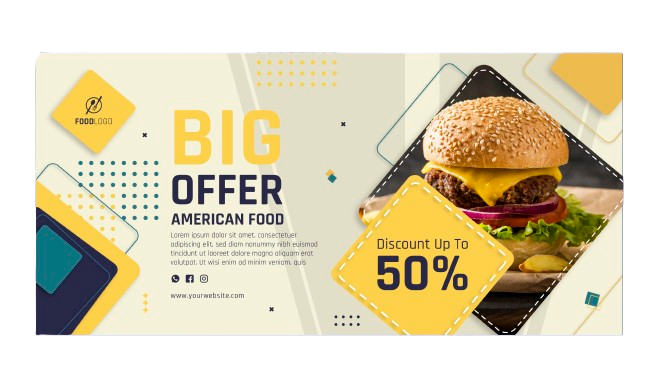 FOODLOGO
BIG
OFFER
AMERICAN FOOD
Lorem ipsum dolor sit amet, consectetuer
adipiscing elit, sed diam nonummy nibh euismod
tincidunt ut laoreet dolore magna aliquam erat
volutpat. Ut wisi enim ad minim veniam, quis
www.yourwebsite.com
Discount Up To
50%